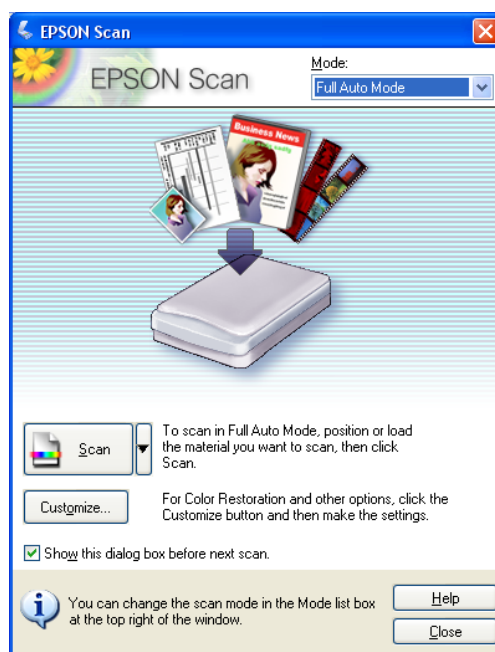 EPSON Scan
EPSON Scan
Mode:
Full Auto Mode
Business News
Scan
To scan in Full Auto Mode, position or load
the material you want to scan, then click
Scan.
Customize...
For Color Restoration and other options, click the
Customize button and then make the settings.
Show this dialog box before next scan.
You can change the scan mode in the Mode list box
at the top right of the window.
Help
Close